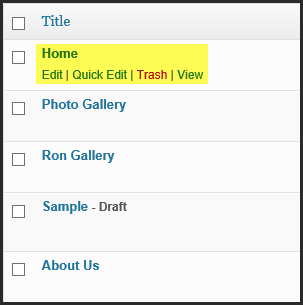 Title
Home
Edit | Quick Edit | Trash | View
Photo Gallery
Ron Gallery
Sample - Draft
About Us